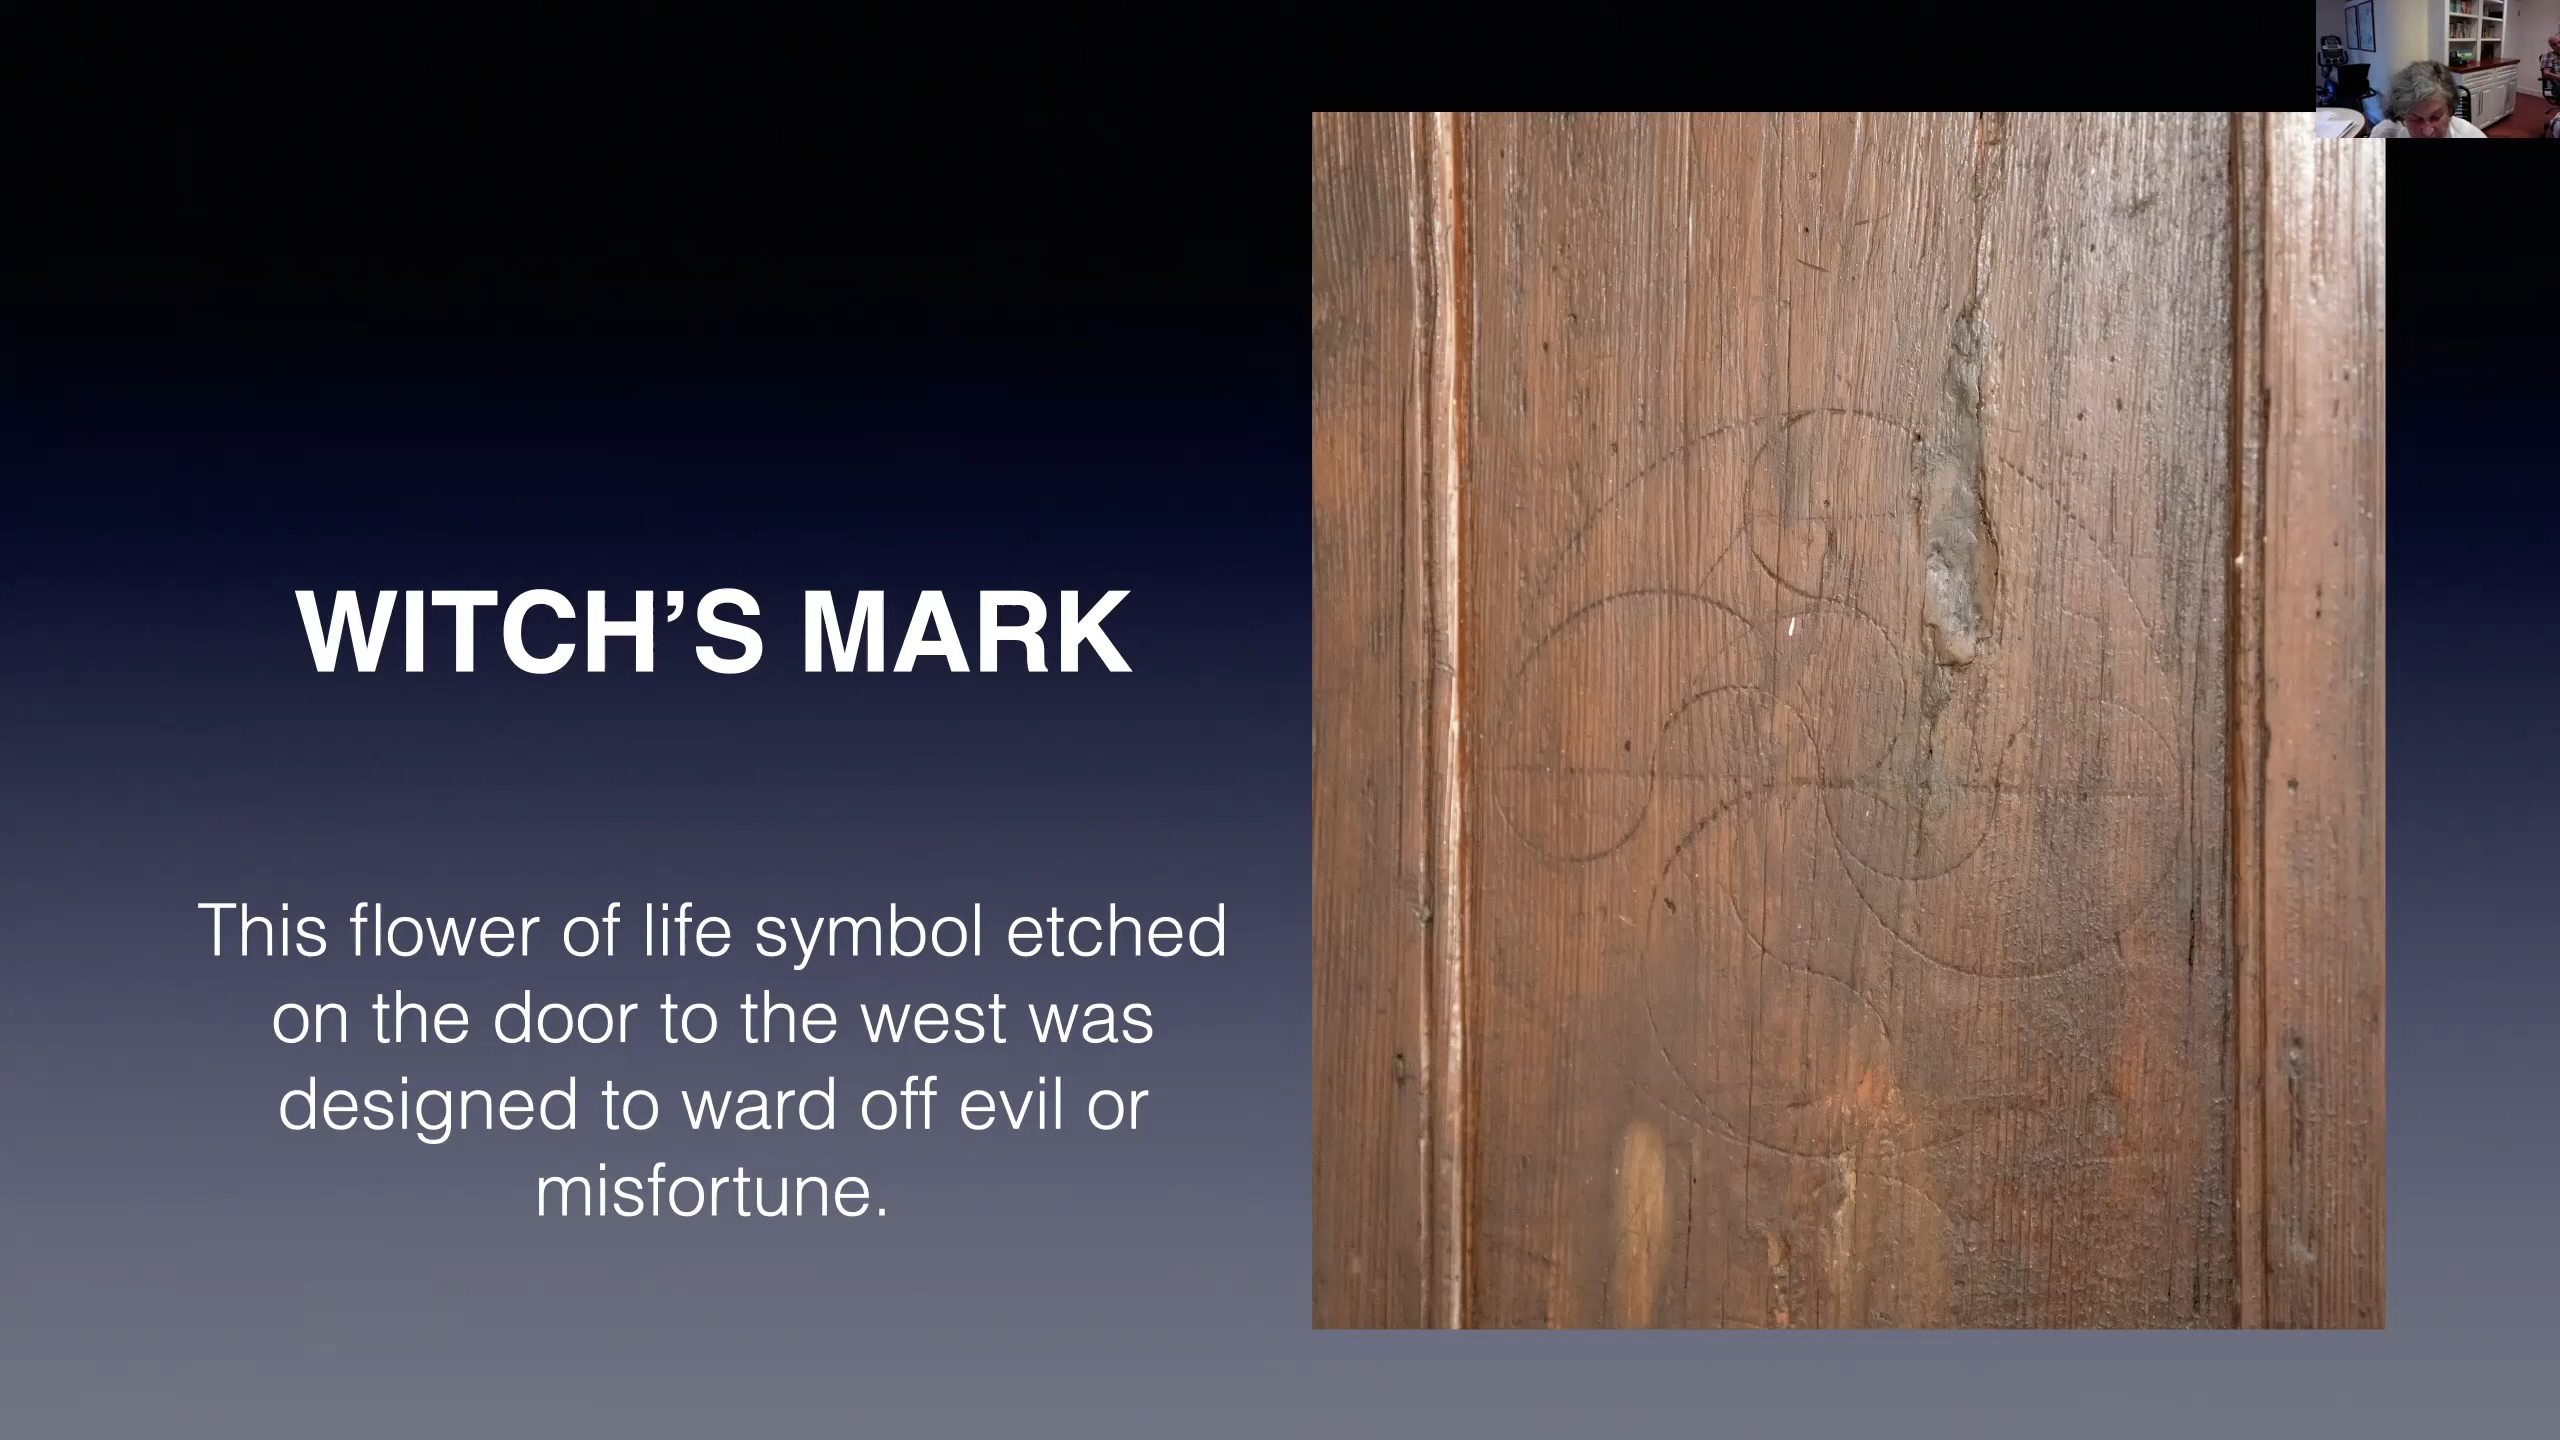 WITCH’S MARK
This flower of life symbol etched
on the door to the west was
designed to ward off evil or
misfortune.